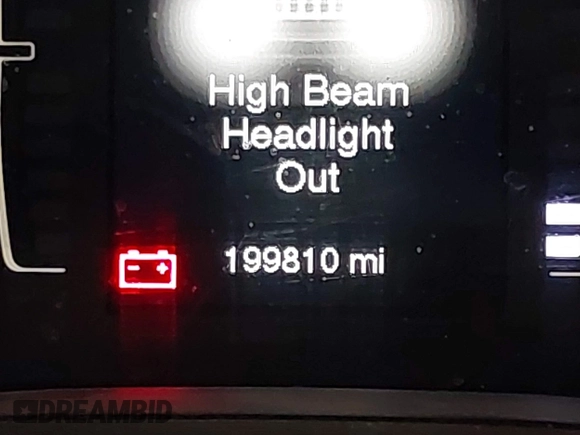 High Beam
Headlight
Out
199810 mi
DREAMBID